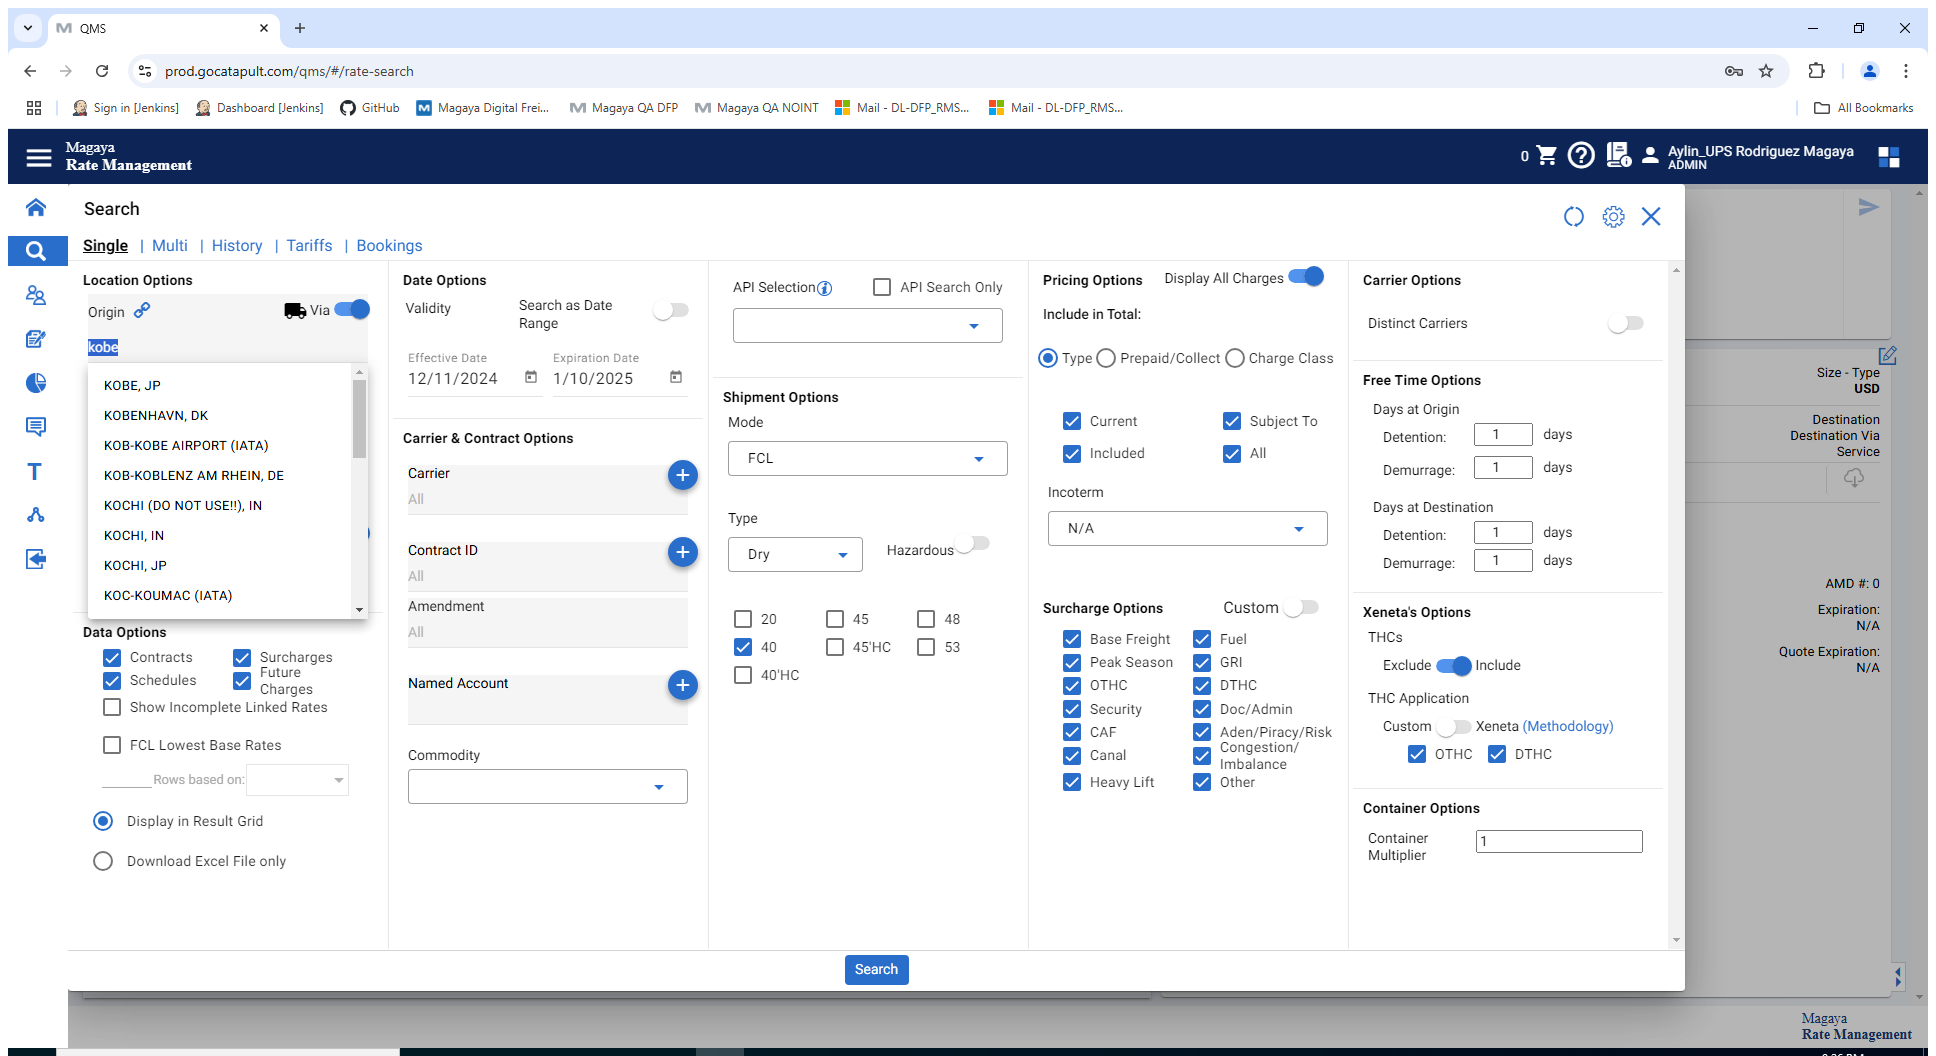 QMS
prod.gocatapult.com/qms/#/rate-search
Sign in [Jenkins]
Dashboard [Jenkins]
GitHub
Magaya Digital Frei...
Magaya QA DFP
Magaya QA NOINT
Mail - DL-DFP_RMS...
Mail - DL-DFP_RMS...
All Bookmarks
Magaya
Rate Management
0
Aylin_UPS Rodriguez Magaya
ADMIN
Search
Single | Multi | History | Tariffs | Bookings
Location Options
Origin
Via
kobe
KOBE, JP
KOBENHAVN, DK
KOB-KOBE AIRPORT (IATA)
KOB-KOBLENZ AM RHEIN, DE
KOCHI (DO NOT USE!!), IN
KOCHI, IN
KOCHI, JP
KOC-KOUMAC (IATA)
Data Options
Contracts
Surcharges
Schedules
Future Charges
Show Incomplete Linked Rates
FCL Lowest Base Rates
Rows based on:
Display in Result Grid
Download Excel File only
Date Options
Validity
Search as Date Range
Effective Date
12/11/2024
Expiration Date
1/10/2025
Carrier & Contract Options
Carrier
All
Contract ID
All
Amendment
All
Named Account
Commodity
API Selection
API Search Only
Shipment Options
Mode
FCL
Type
Dry
Hazardous
20
45
48
40
45'HC
53
40'HC
Pricing Options
Display All Charges
Include in Total:
Type
Prepaid/Collect
Charge Class
Current
Subject To
Included
All
Incoterm
N/A
Surcharge Options
Custom
Base Freight
Fuel
Peak Season
GRI
OTHC
DTHC
Security
Doc/Admin
CAF
Aden/Piracy/Risk
Canal
Congestion/
Imbalance
Heavy Lift
Other
Carrier Options
Distinct Carriers
Free Time Options
Days at Origin
Detention: 1 days
Demurrage: 1 days
Days at Destination
Detention: 1 days
Demurrage: 1 days
Xeneta's Options
THCs
Exclude
Include
THC Application
Custom
Xeneta (Methodology)
OTHC
DTHC
Container Options
Container Multiplier
1
Search
Size - Type
USD
Destination
Destination Via
Service
AMD #: 0
Expiration:
N/A
Quote Expiration:
N/A
Magaya
Rate Management